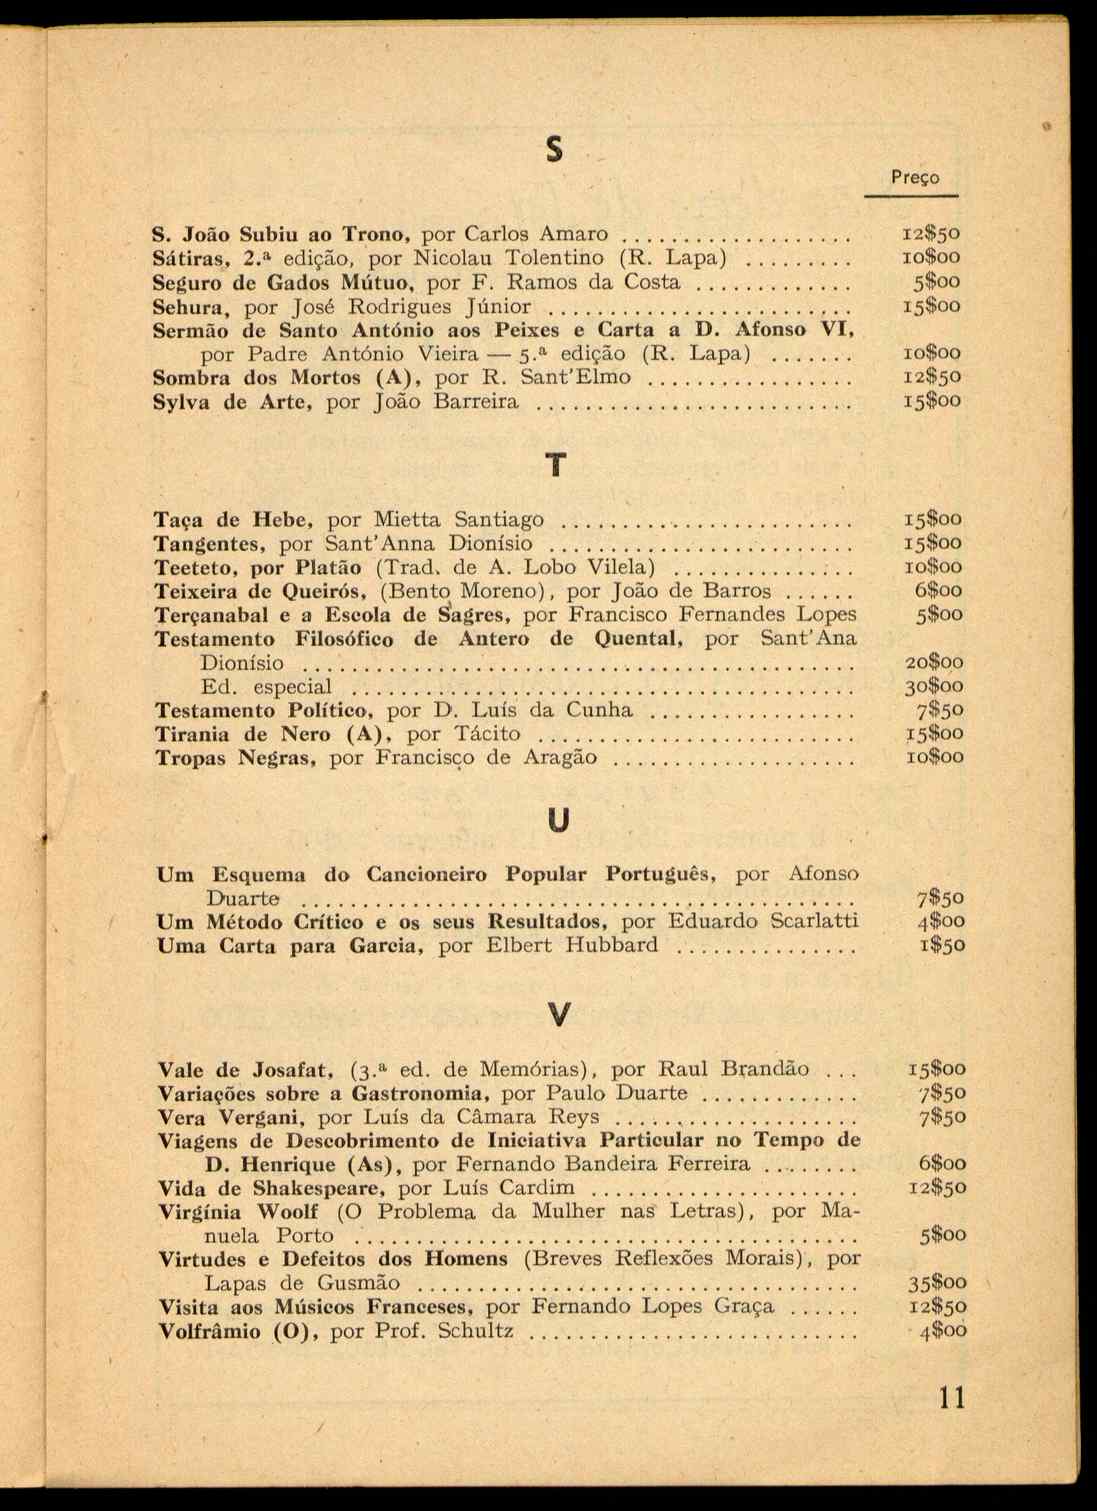 S
Preço
S. João Subiu ao Trono, por Carlos Amaro ................... 12$50
Sátiras, 2.ª edição, por Nicolau Tolentino (R. Lapa) ......... 10$00
Seguro de Gados Mútuo, por F. Ramos da Costa ............. 5$00
Sehura, por José Rodrigues Júnior ......................... 15$00
Sermão de Santo António aos Peixes e Carta a D. Afonso VI,
por Padre António Vieira — 5.ª edição (R. Lapa) ....... 10$00
Sombra dos Mortos (A), por R. Sant'Elmo ................. 12$50
Sylva de Arte, por João Barreira .......................... 15$00
T
Taça de Hebe, por Mietta Santiago ........................ 15$00
Tangentes, por Sant'Anna Dionísio ......................... 15$00
Teeteto, por Platão (Trad. de A. Lobo Vilela) ............... 10$00
Teixeira de Queirós, (Bento Moreno), por João de Barros ...... 6$00
Terçanabal e a Escola de Sagres, por Francisco Fernandes Lopes 5$00
Testamento Filosófico de Antero de Quental, por Sant'Ana
Dionísio ............................................. 20$00
Ed. especial ......................................... 30$00
Testamento Político, por D. Luís da Cunha ................. 7$50
Tirania de Nero (A), por Tácito .......................... 15$00
Tropas Negras, por Francisco de Aragão .................... 10$00
U
Um Esquema do Cancioneiro Popular Português, por Afonso
Duarte ............................................. 7$50
Um Método Crítico e os seus Resultados, por Eduardo Scarlatti 4$00
Uma Carta para Garcia, por Elbert Hubbard ............... 1$50
V
Vale de Josafat, (3.ª ed. de Memórias), por Raul Brandão ... 15$00
Variações sobre a Gastronomia, por Paulo Duarte ............. 7$50
Vera Vergani, por Luís da Câmara Reys .................... 7$50
Viagens de Descobrimento de Iniciativa Particular no Tempo de
D. Henrique (As), por Fernando Bandeira Ferreira ........ 6$00
Vida de Shakespeare, por Luís Cardim ...................... 12$50
Virgínia Woolf (O Problema da Mulher nas Letras), por Ma-
nuela Porto ......................................... 5$00
Virtudes e Defeitos dos Homens (Breves Reflexões Morais), por
Lapas de Gusmão .................................... 35$00
Visita aos Músicos Franceses, por Fernando Lopes Graça ...... 12$50
Volfrâmio (O), por Prof. Schultz ........................... 4$00
11